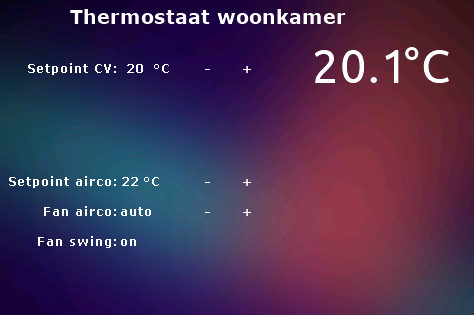 Thermostaat woonkamer
Setpoint CV: 20 °C - +
20.1°C
Setpoint airco: 22 °C - +
Fan airco: auto - +
Fan swing: on